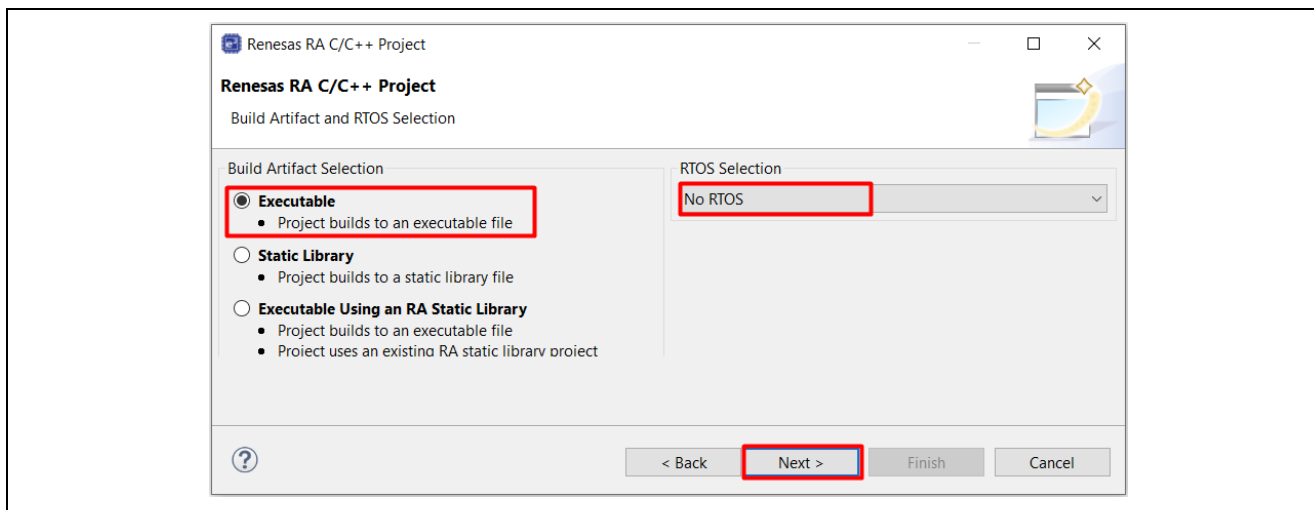 Renesas RA C/C++ Project
Renesas RA C/C++ Project
Build Artifact and RTOS Selection
Build Artifact Selection
Executable
• Project builds to an executable file
Static Library
• Project builds to a static library file
Executable Using an RA Static Library
• Project builds to an executable file
• Project uses an existing RA static library project
RTOS Selection
No RTOS
?
< Back
Next >
Finish
Cancel